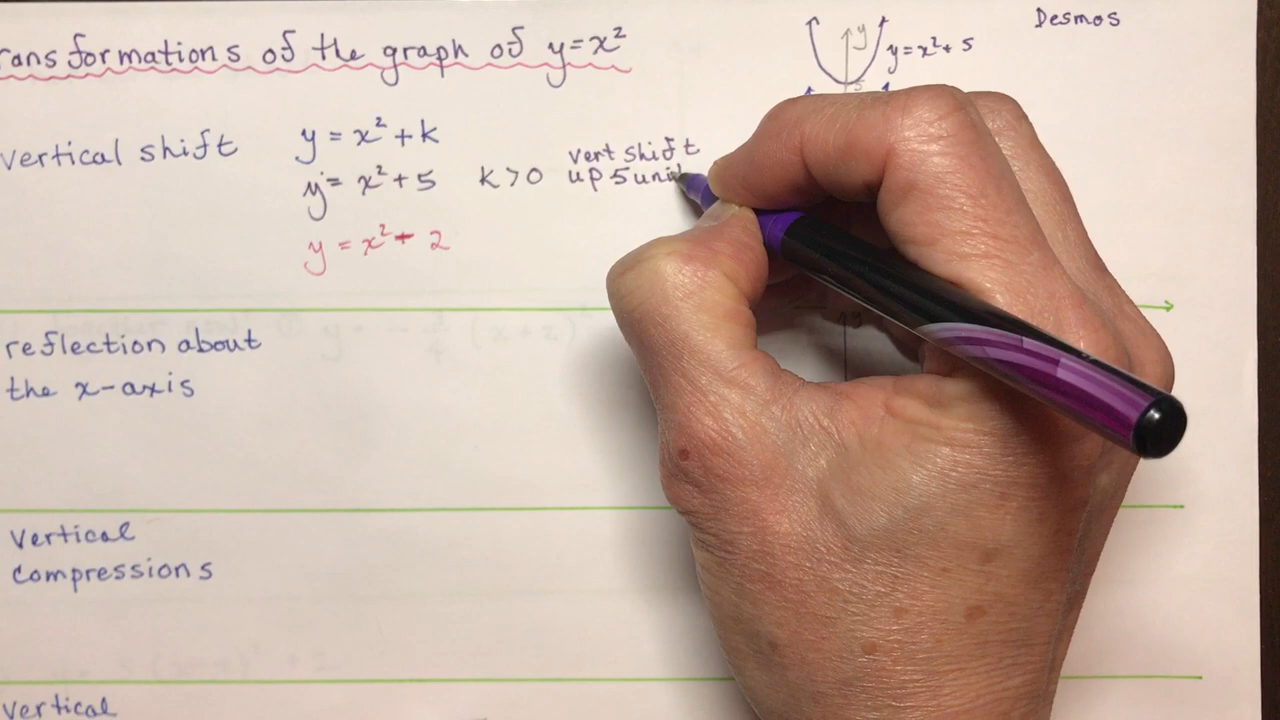 ransformations of the graph of y=x²
Desmos
y=x²+5
vertical shift
y = x² + k
y = x² + 5 k > 0 vert shift
up 5 unit
y = x² - 2
reflection about
the x-axis
vertical
compressions
vertical